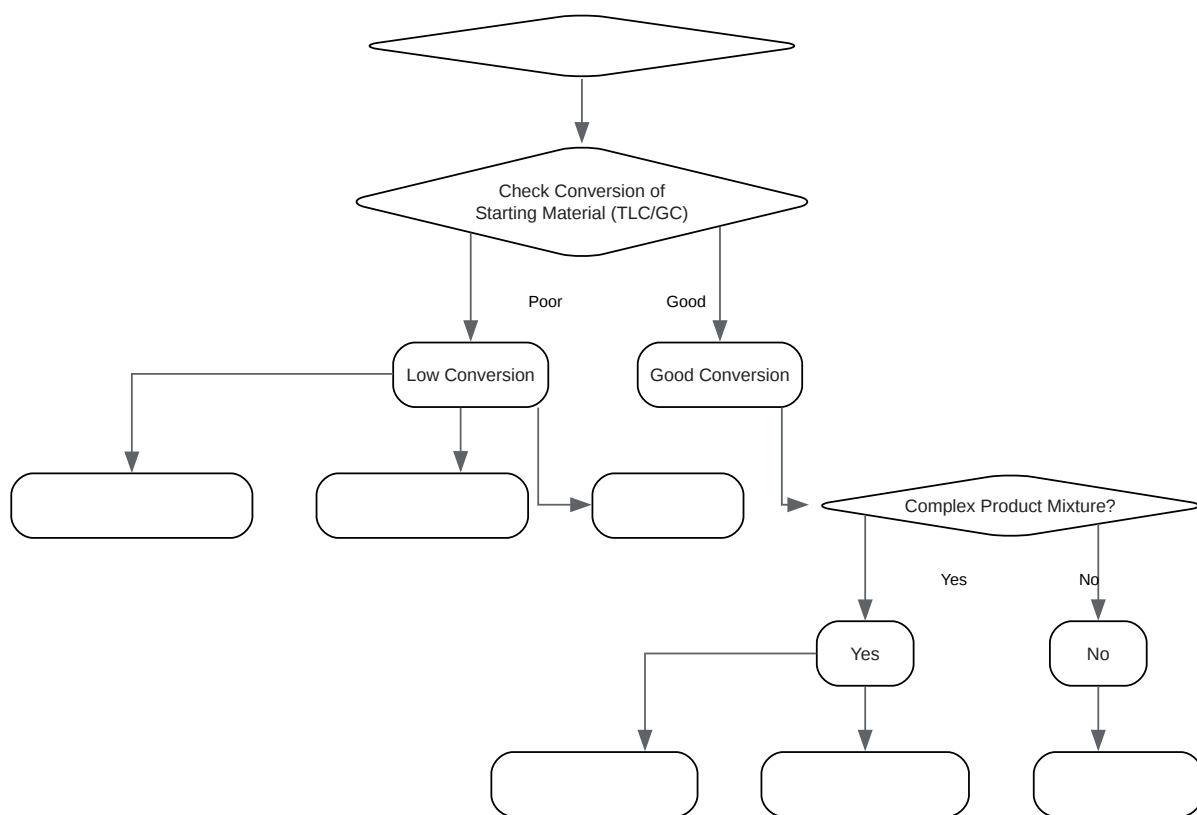 Check Conversion of
Starting Material (TLC/GC)
Poor
Good
Low Conversion
Good Conversion
Complex Product Mixture?
Yes
No
Yes
No